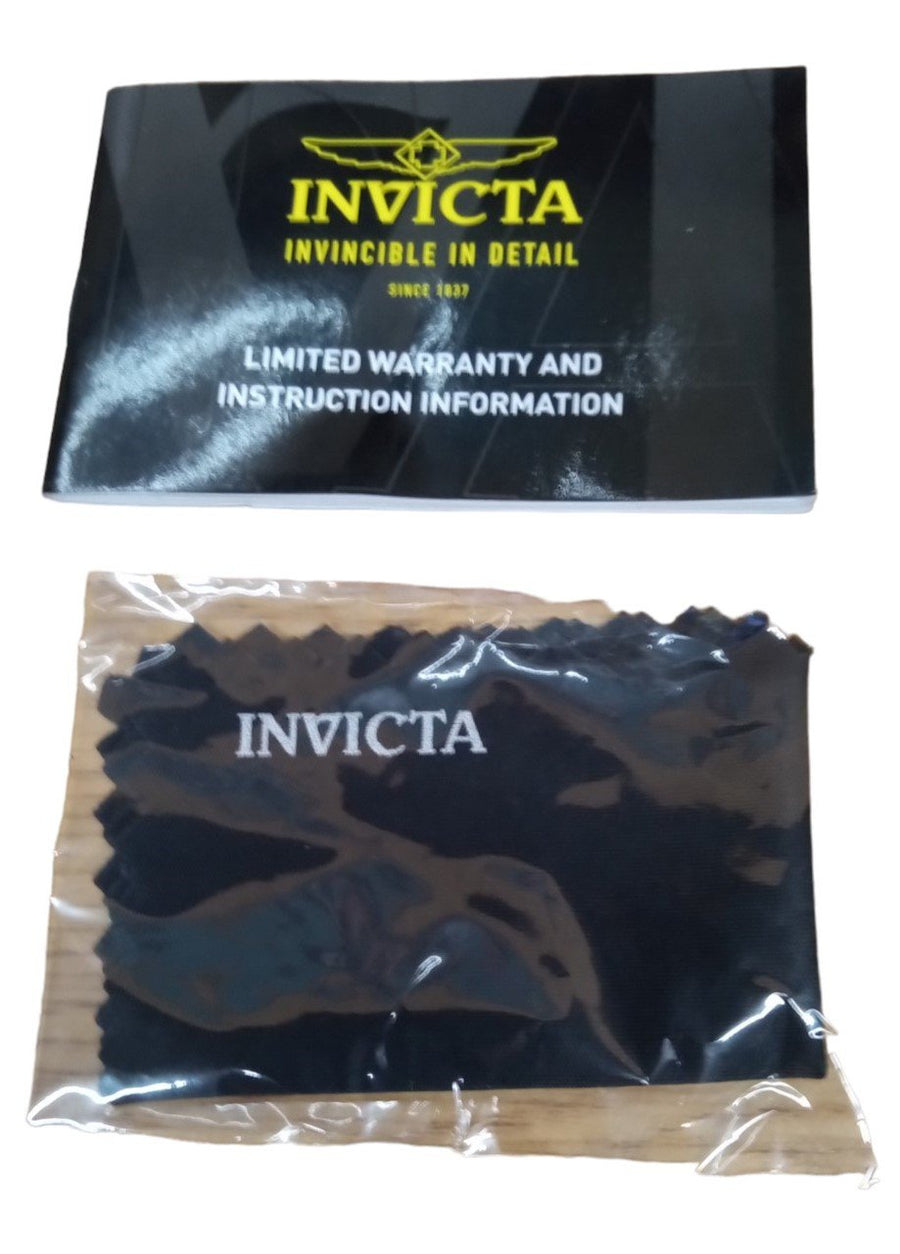 INVICTA
INVINCIBLE IN DETAIL
SINCE 1837
LIMITED WARRANTY AND
INSTRUCTION INFORMATION
INVICTA